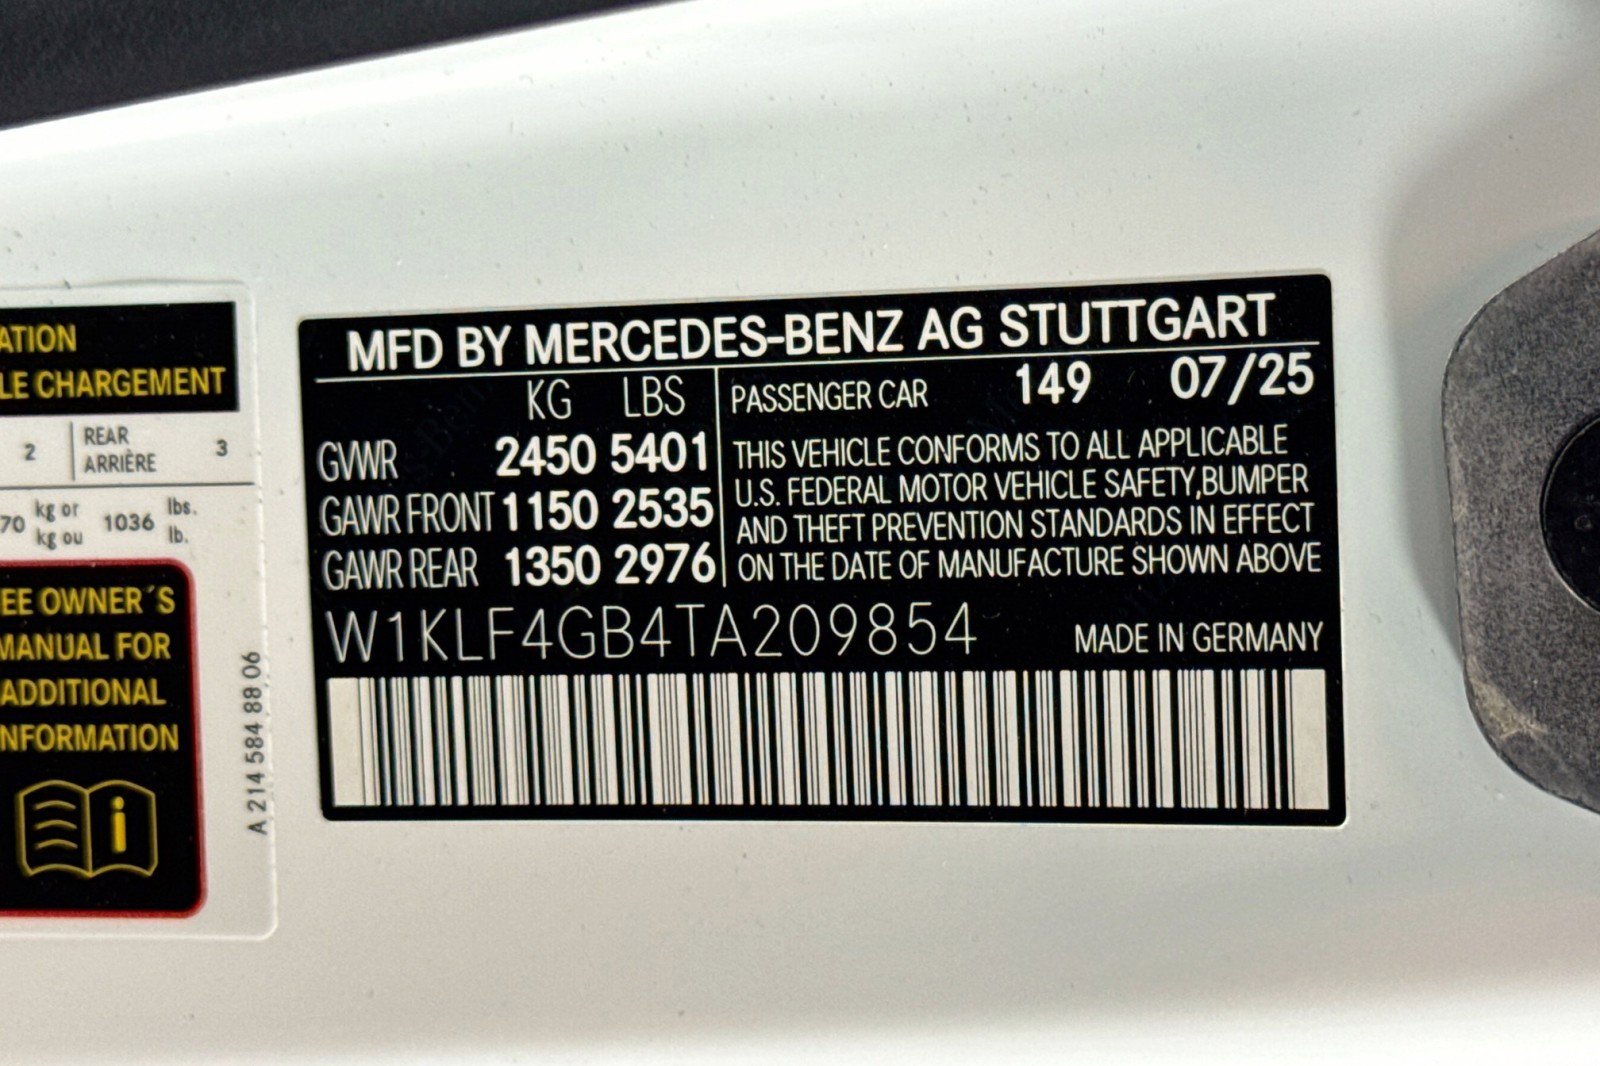 ATION
LE CHARGEMENT
2 REAR 3
ARRIÈRE
70 kg or 1036 lbs.
kg ou lb.
EE OWNER´S
MANUAL FOR
ADDITIONAL
NFORMATION
i
A 214 584 88 06
MFD BY MERCEDES-BENZ AG STUTTGART
KG LBS
GVWR 2450 5401
GAWR FRONT 1150 2535
GAWR REAR 1350 2976
PASSENGER CAR 149 07/25
THIS VEHICLE CONFORMS TO ALL APPLICABLE
U.S. FEDERAL MOTOR VEHICLE SAFETY,BUMPER
AND THEFT PREVENTION STANDARDS IN EFFECT
ON THE DATE OF MANUFACTURE SHOWN ABOVE
W1KLF4GB4TA209854 MADE IN GERMANY